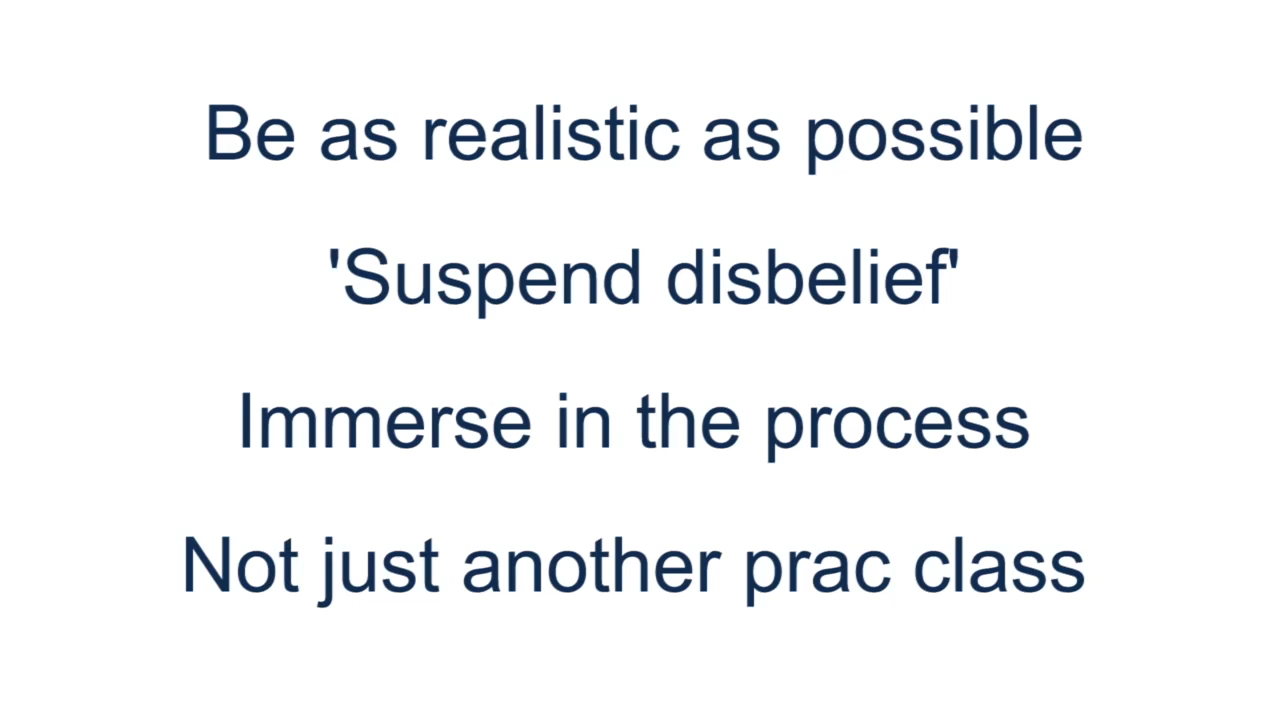 Be as realistic as possible
'Suspend disbelief'
Immerse in the process
Not just another prac class